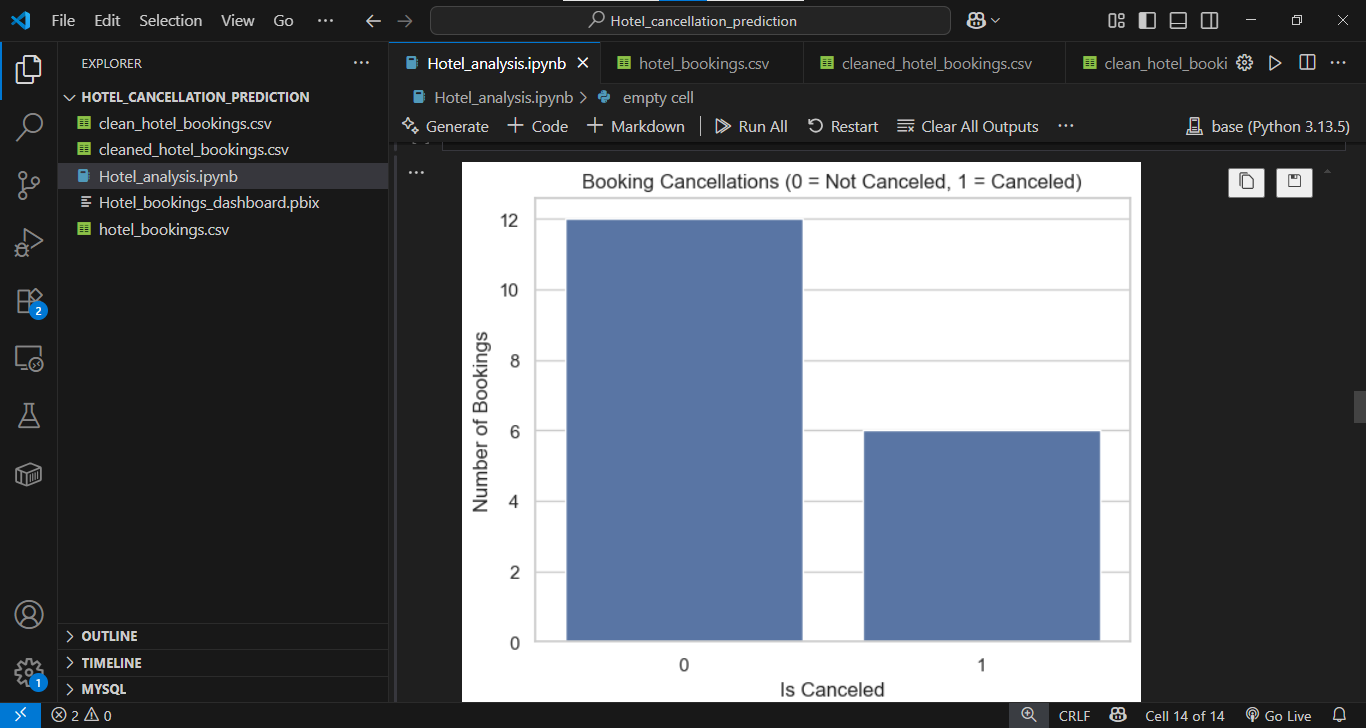 File Edit Selection View Go ··· Hotel_cancellation_prediction
EXPLORER ···
HOTEL_CANCELLATION_PREDICTION
clean_hotel_bookings.csv
cleaned_hotel_bookings.csv
Hotel_analysis.ipynb
Hotel_bookings_dashboard.pbix
hotel_bookings.csv
OUTLINE
TIMELINE
MYSQL
2
1
Hotel_analysis.ipynb hotel_bookings.csv cleaned_hotel_bookings.csv clean_hotel_booki ···
Hotel_analysis.ipynb > empty cell
Generate + Code + Markdown Run All Restart Clear All Outputs ··· base (Python 3.13.5)
···
Booking Cancellations (0 = Not Canceled, 1 = Canceled)
Number of Bookings
12
10
8
6
4
2
0
0 1
Is Canceled
2 0 CRLF Cell 14 of 14 Go Live